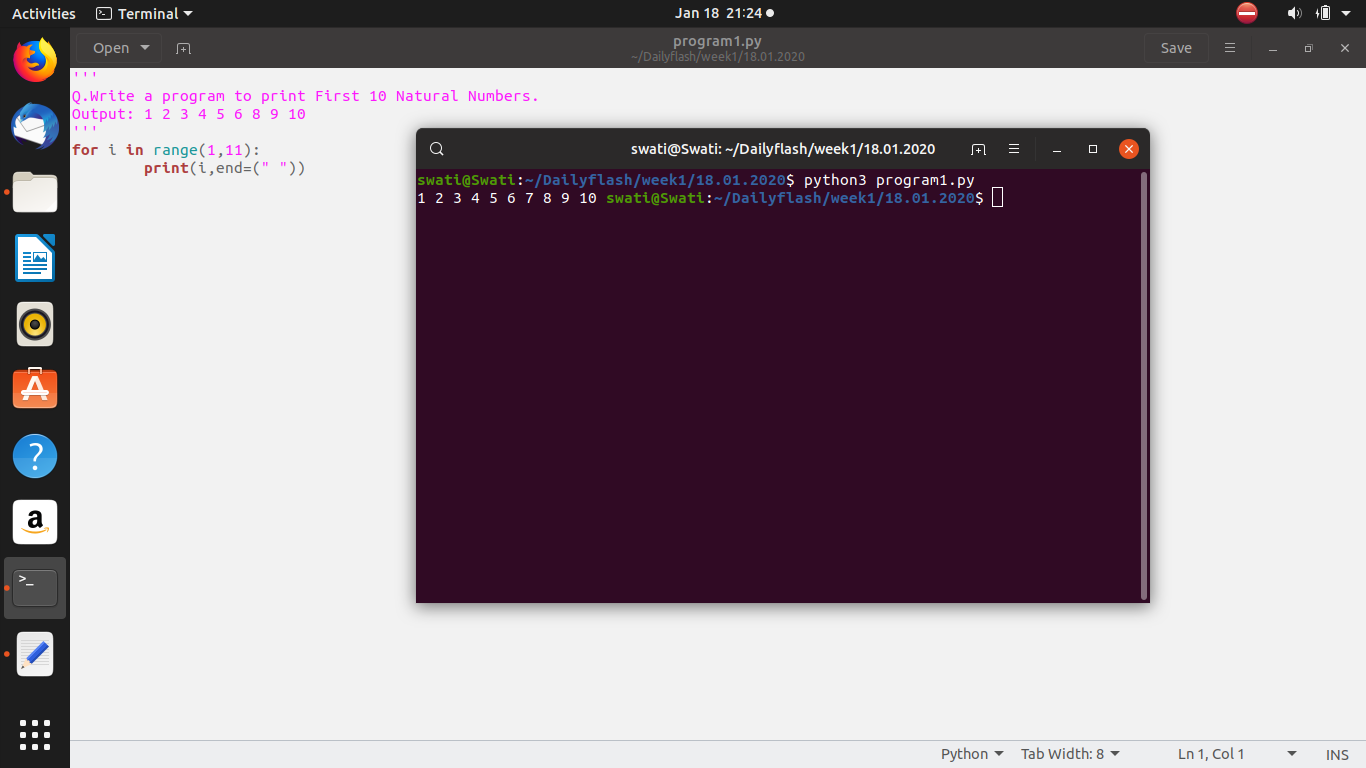 Activities Terminal Jan 18 21:24
Open program1.py Save
~/Dailyflash/week1/18.01.2020
'''
Q.Write a program to print First 10 Natural Numbers.
Output: 1 2 3 4 5 6 8 9 10
'''
for i in range(1,11):
        print(i,end=(" "))
swati@Swati: ~/Dailyflash/week1/18.01.2020
swati@Swati:~/Dailyflash/week1/18.01.2020$ python3 program1.py
1 2 3 4 5 6 7 8 9 10 swati@Swati:~/Dailyflash/week1/18.01.2020$
?
a
>_
Python Tab Width: 8 Ln 1, Col 1 INS